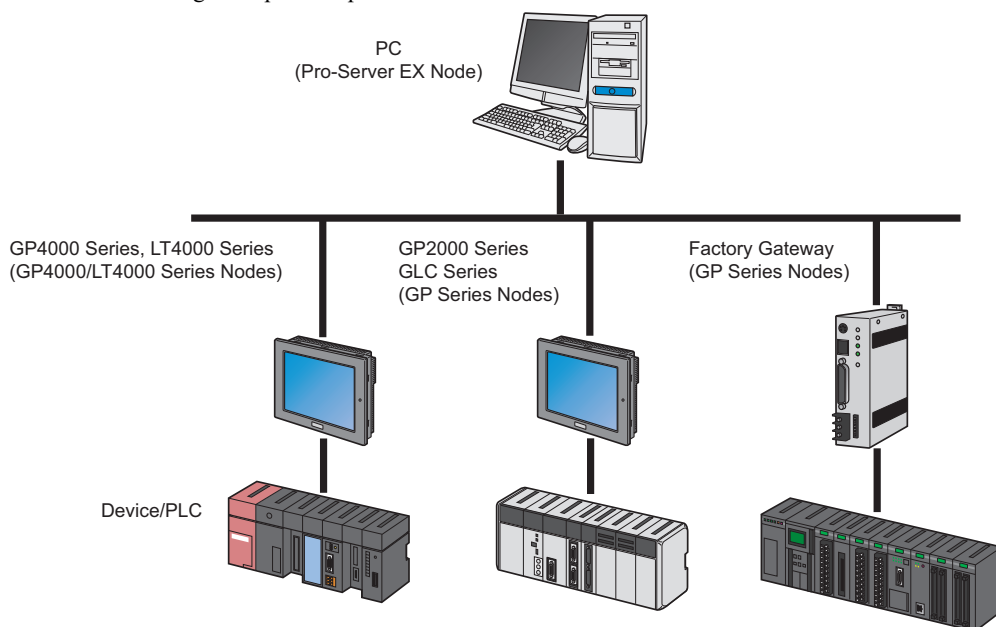 PC
(Pro-Server EX Node)
GP4000 Series, LT4000 Series
(GP4000/LT4000 Series Nodes)
GP2000 Series
GLC Series
(GP Series Nodes)
Factory Gateway
(GP Series Nodes)
Device/PLC